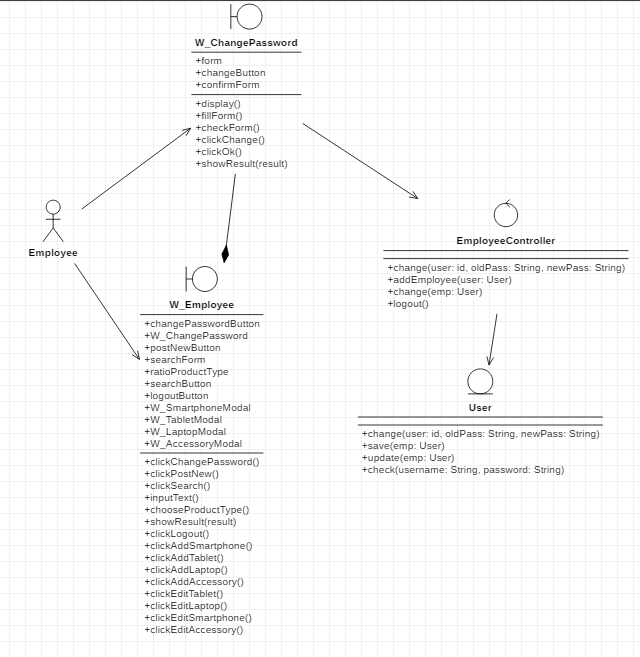 W_ChangePassword
+form
+changeButton
+confirmForm
+display()
+fillForm()
+checkForm()
+clickChange()
+clickOk()
+showResult(result)
Employee
W_Employee
+changePasswordButton
+W_ChangePassword
+postNewButton
+searchForm
+ratioProductType
+searchButton
+logoutButton
+W_SmartphoneModal
+W_TabletModal
+W_LaptopModal
+W_AccessoryModal
+clickChangePassword()
+clickPostNew()
+clickSearch()
+inputText()
+chooseProductType()
+showResult(result)
+clickLogout()
+clickAddSmartphone()
+clickAddTablet()
+clickAddLaptop()
+clickAddAccessory()
+clickEditTablet()
+clickEditLaptop()
+clickEditSmartphone()
+clickEditAccessory()
EmployeeController
+change(user: id, oldPass: String, newPass: String)
+addEmployee(user: User)
+change(emp: User)
+logout()
User
+change(user: id, oldPass: String, newPass: String)
+save(emp: User)
+update(emp: User)
+check(username: String, password: String)